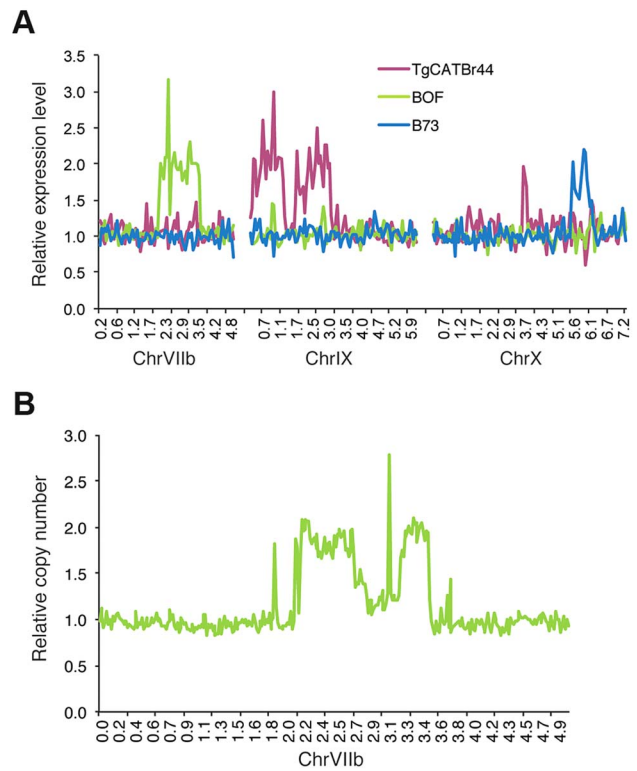 A
Relative expression level
3.5
3.0
2.5
2.0
1.5
1.0
0.5
0.0
TgCATBr44
BOF
B73
0.2 0.6 1.2 1.7 2.3 2.9 3.5 4.2 4.8 0.7 1.1 1.7 2.5 3.0 3.5 4.0 4.7 5.2 5.9 0.7 1.2 1.7 2.2 2.9 3.7 4.3 5.1 5.6 6.1 6.7 7.2
ChrVIIb ChrIX ChrX
B
Relative copy number
3.0
2.5
2.0
1.5
1.0
0.5
0.0
0.0 0.2 0.4 0.6 0.7 0.9 1.1 1.3 1.5 1.6 1.8 2.0 2.2 2.4 2.5 2.7 2.9 3.1 3.3 3.4 3.6 3.8 4.0 4.2 4.3 4.5 4.7 4.9
ChrVIIb